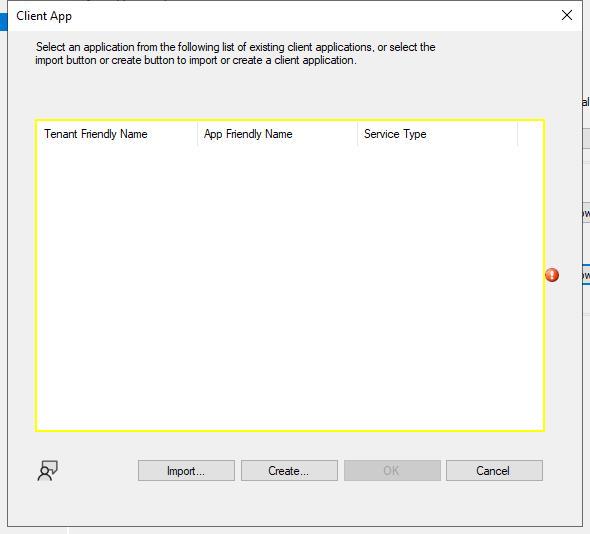 Client App
Select an application from the following list of existing client applications, or select the
import button or create button to import or create a client application.
Tenant Friendly Name App Friendly Name Service Type
Import... Create... OK Cancel